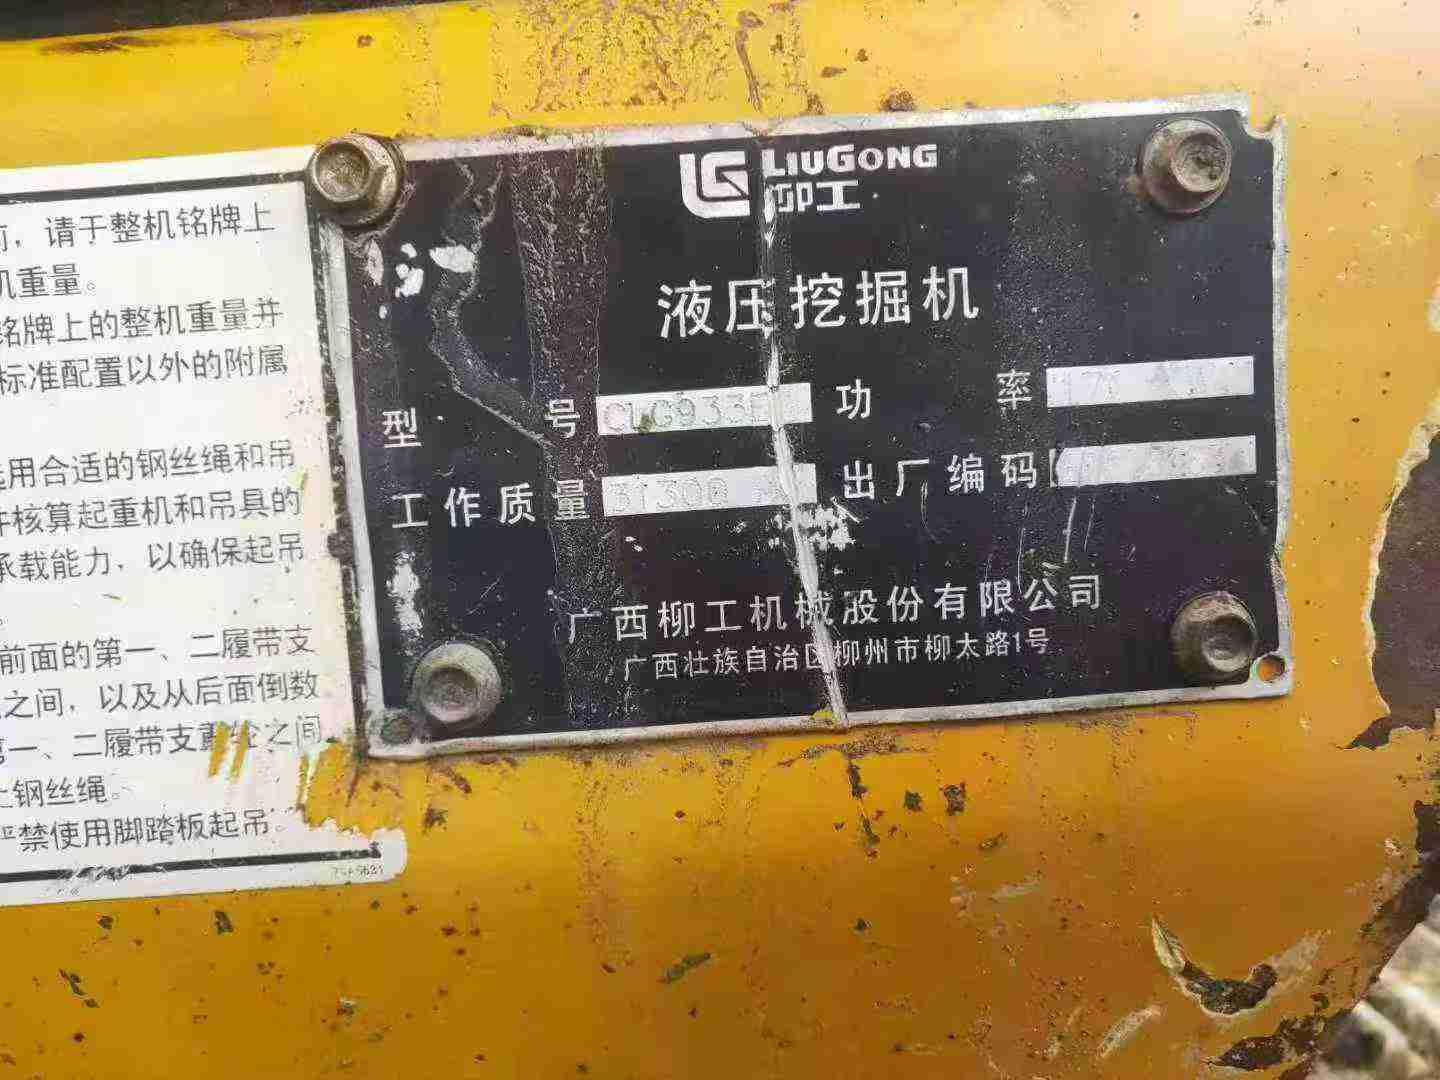 前，请于整机铭牌上
机重量。
铭牌上的整机重量并
标准配置以外的附属
选用合适的钢丝绳和吊
并核算起重机和吊具的
承载能力，以确保起吊
前面的第一、二履带支
之间，以及从后面倒数
第一、二履带支重轮之间
上钢丝绳。
严禁使用脚踏板起吊。
LG LIUGONG
柳工
液压挖掘机
型号 CLG933E 功率
工作质量 31300 出厂编码
广西柳工机械股份有限公司
广西壮族自治区柳州市柳太路1号